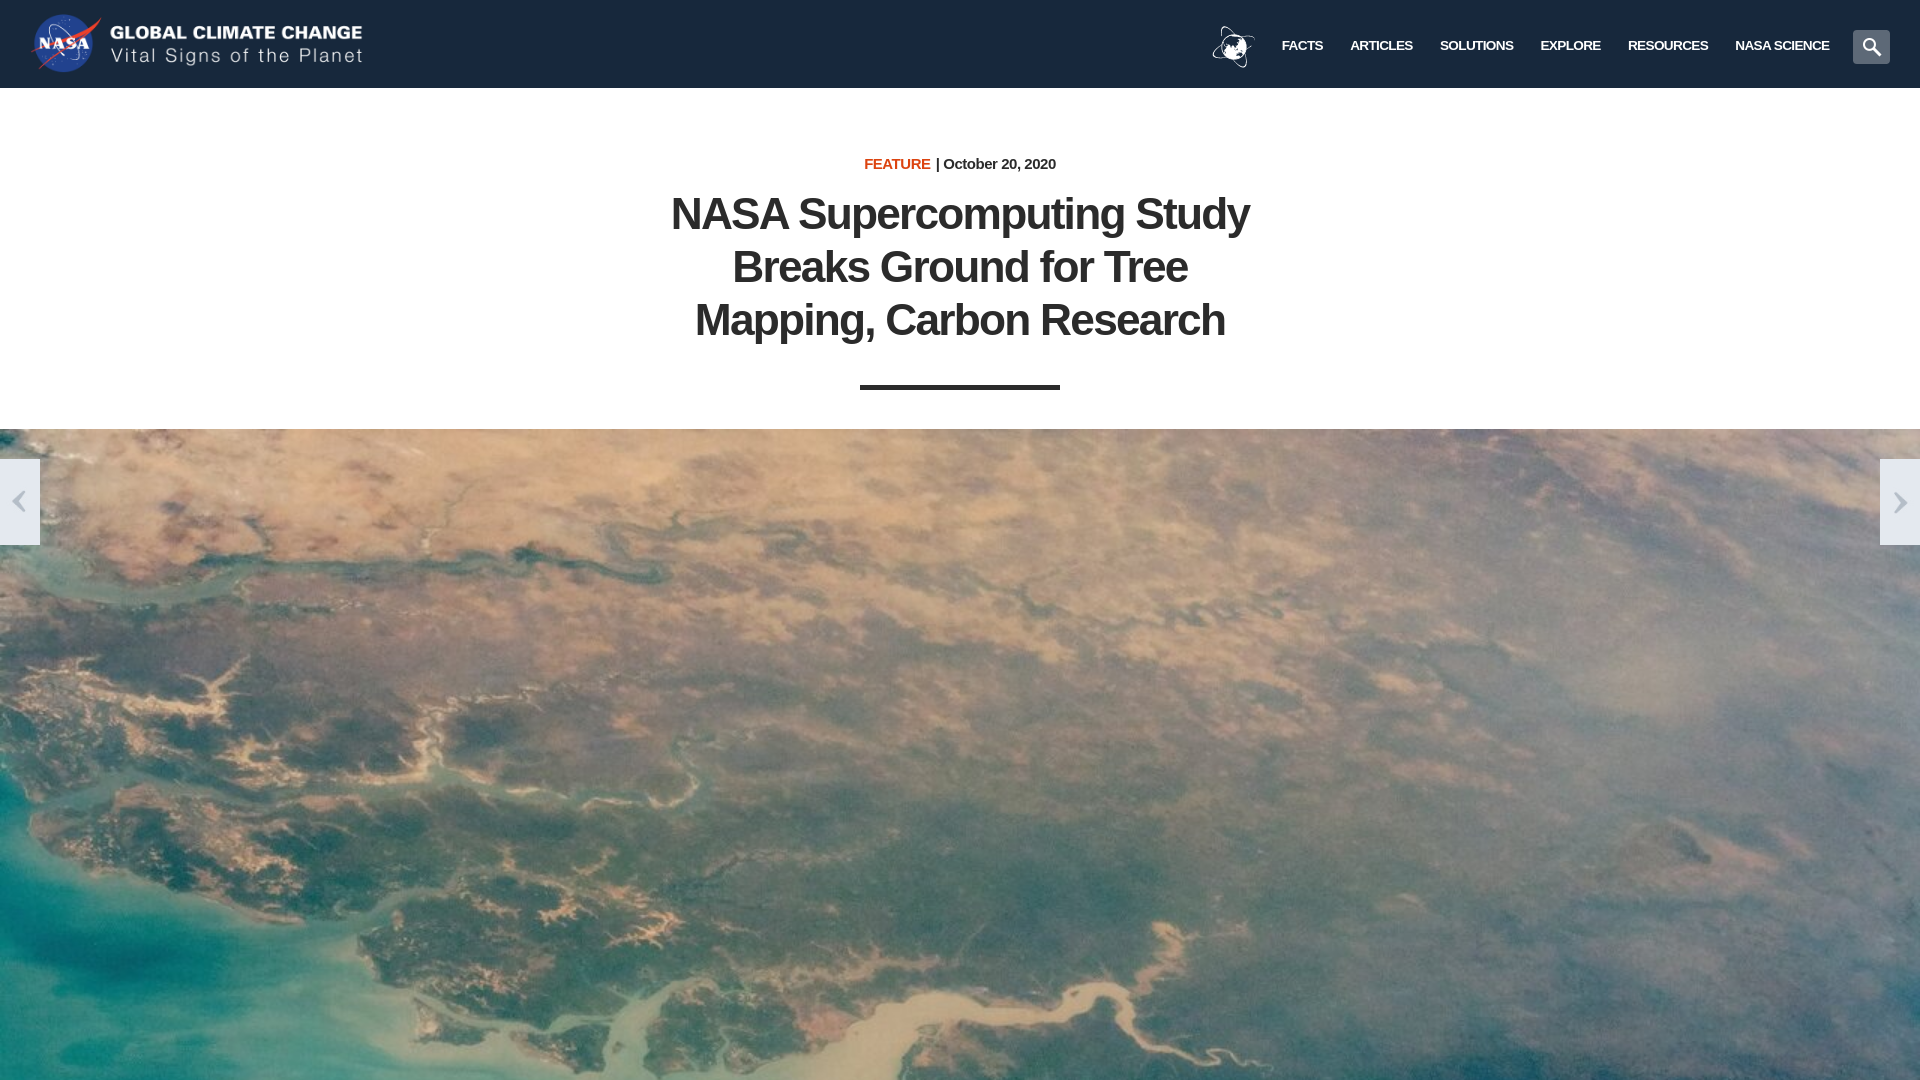 NASA
GLOBAL CLIMATE CHANGE
Vital Signs of the Planet
FACTS ARTICLES SOLUTIONS EXPLORE RESOURCES NASA SCIENCE
FEATURE | October 20, 2020
NASA Supercomputing Study
Breaks Ground for Tree
Mapping, Carbon Research